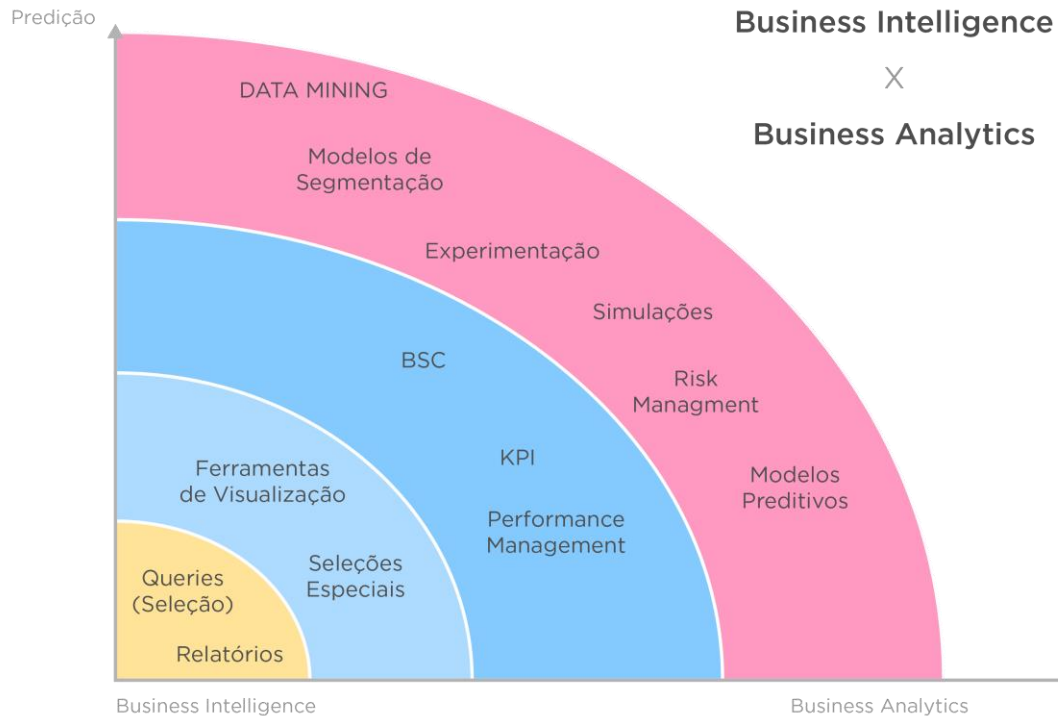 Predição
Business Intelligence
X
Business Analytics
DATA MINING
Modelos de
Segmentação
Experimentação
Simulações
Risk
Managment
Modelos
Preditivos
BSC
KPI
Performance
Management
Ferramentas
de Visualização
Seleções
Especiais
Queries
(Seleção)
Relatórios
Business Intelligence
Business Analytics